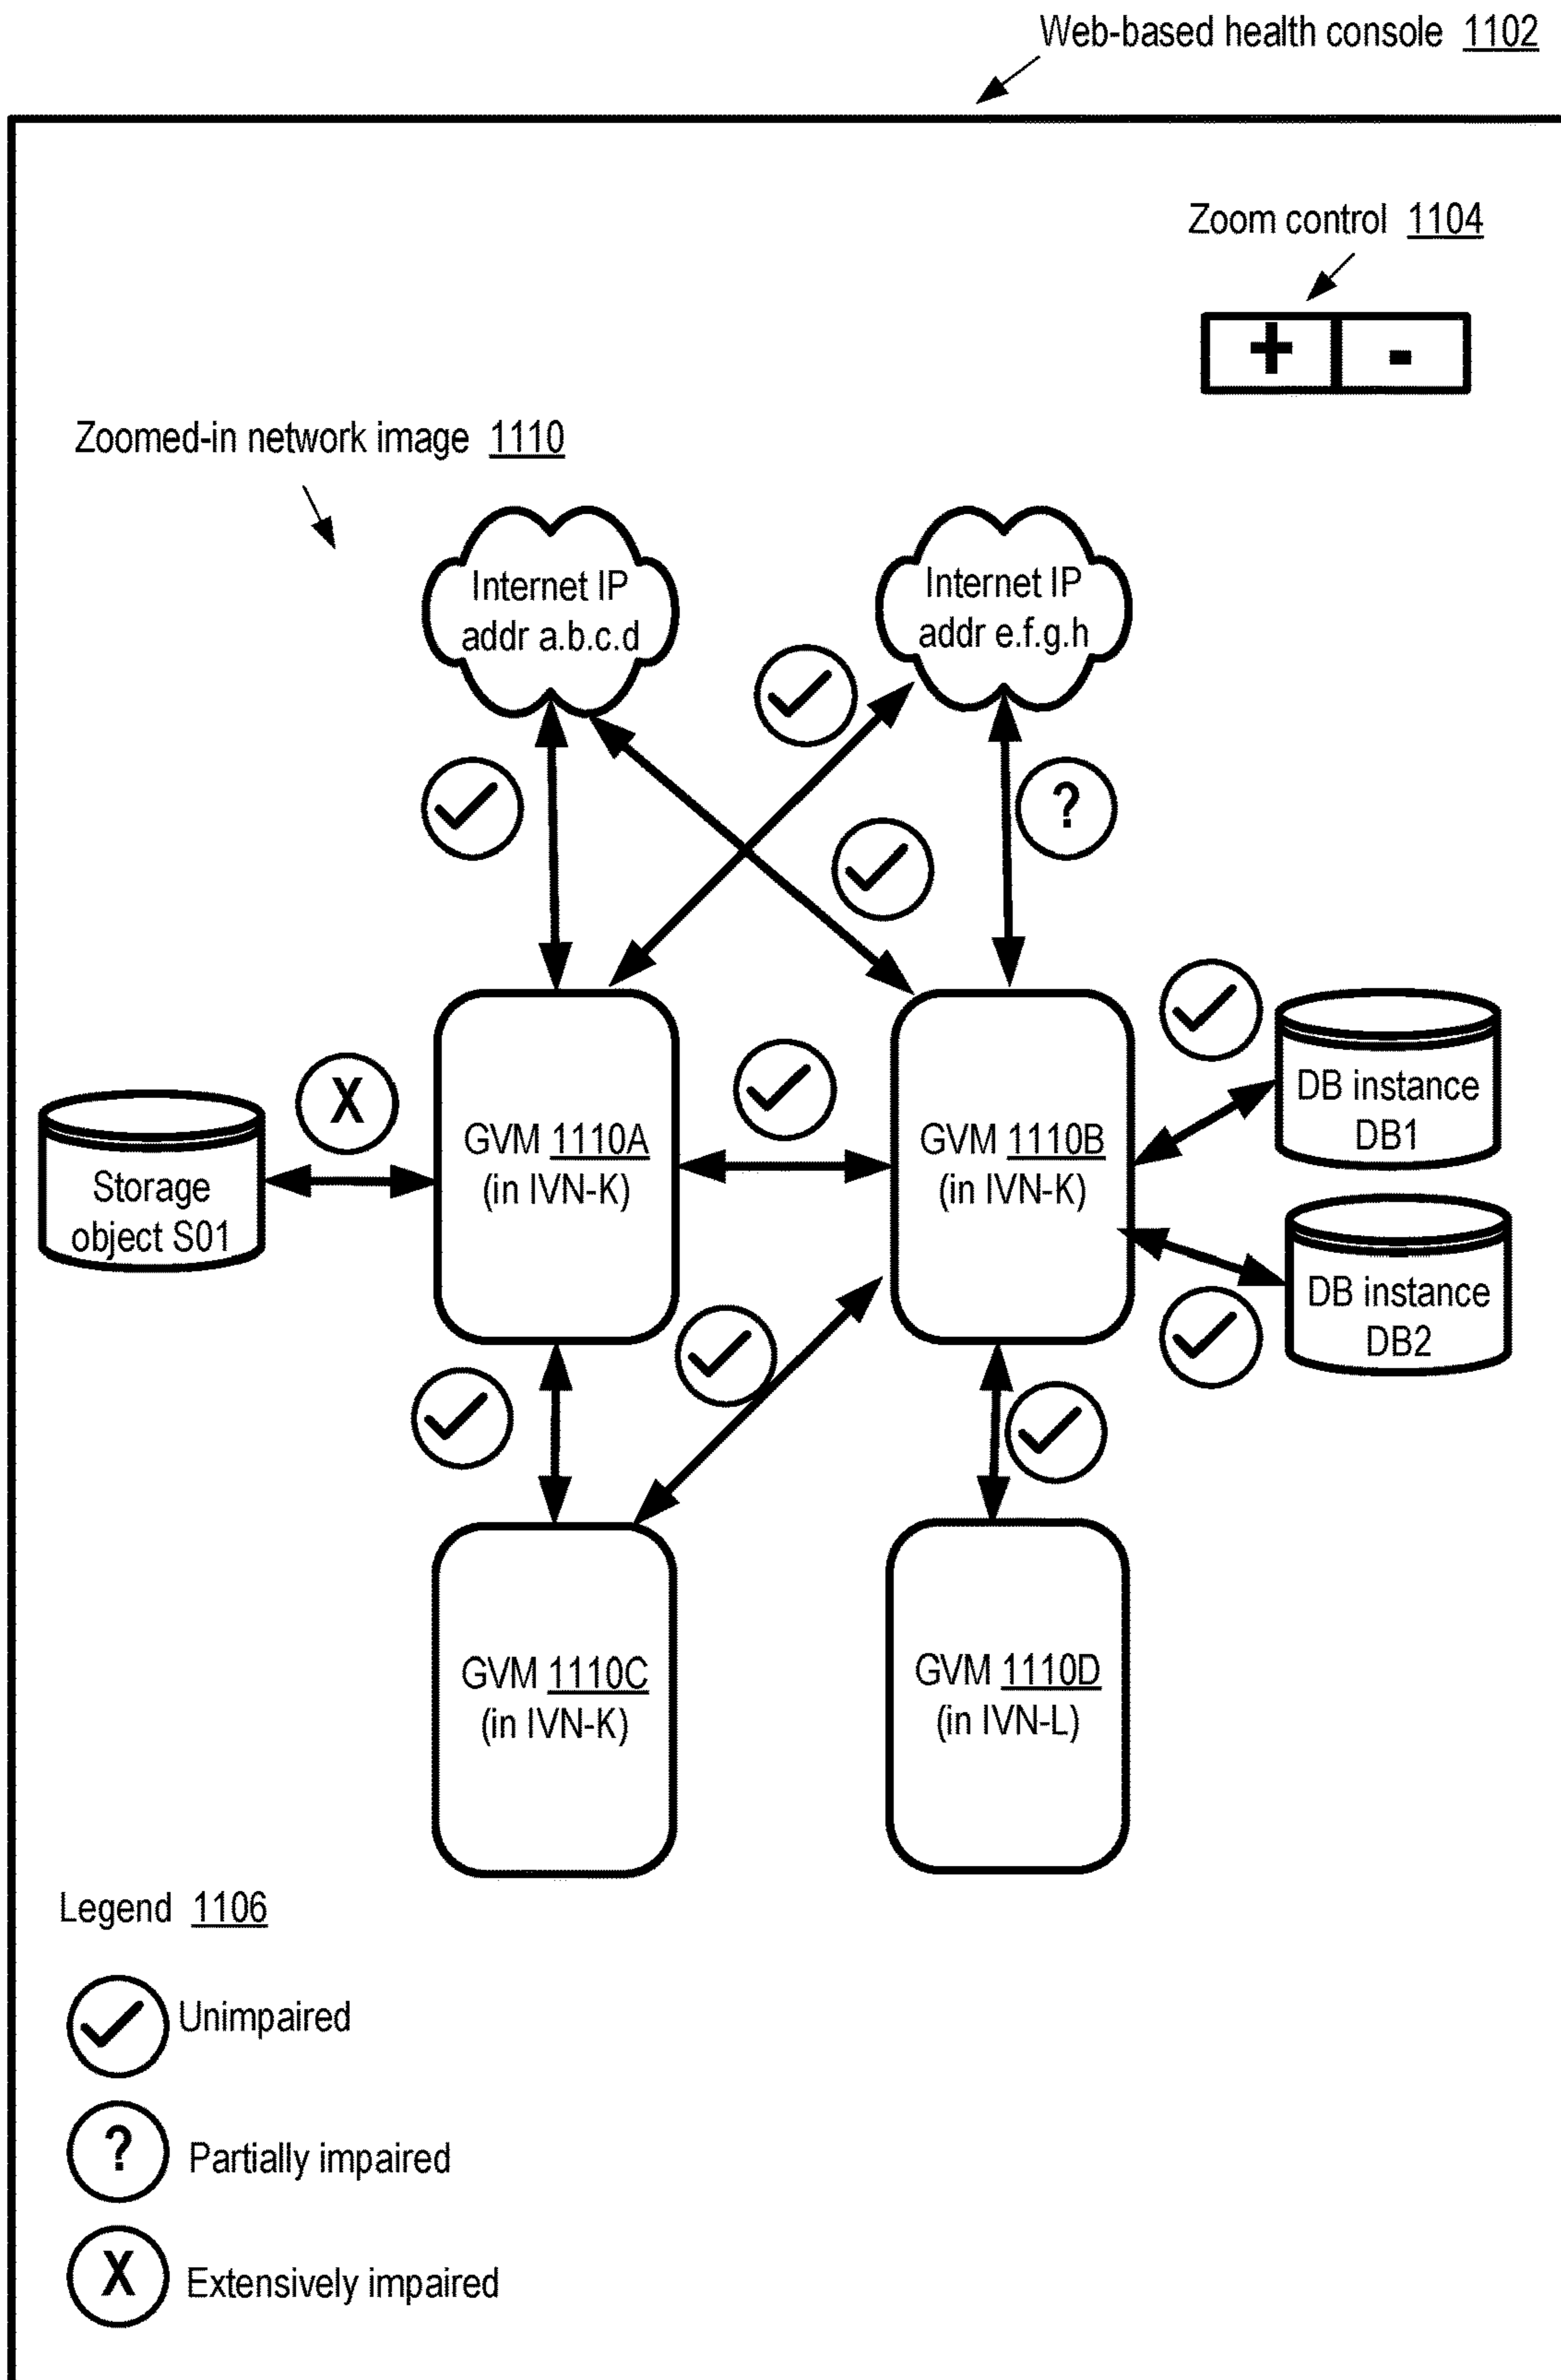 Web-based health console 1102
Zoom control 1104
+ -
Zoomed-in network image 1110
Internet IP
addr a.b.c.d
Internet IP
addr e.f.g.h
?
X
Storage
object S01
GVM 1110A
(in IVN-K)
GVM 1110B
(in IVN-K)
DB instance
DB1
DB instance
DB2
GVM 1110C
(in IVN-K)
GVM 1110D
(in IVN-L)
Legend 1106
Unimpaired
? Partially impaired
X Extensively impaired